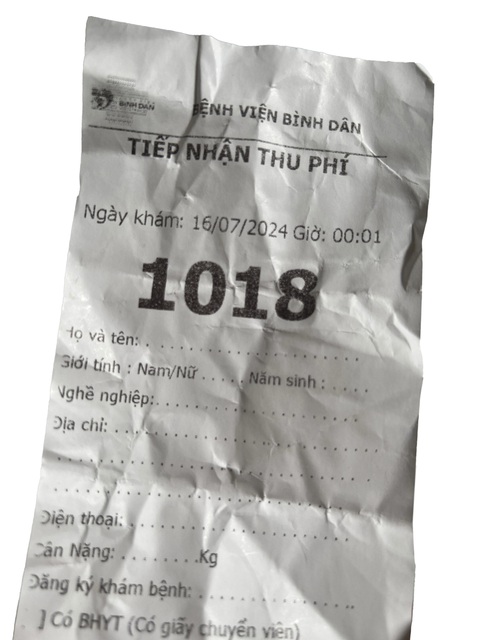 BÌNH DÂN
BỆNH VIỆN BÌNH DÂN
TIẾP NHẬN THU PHÍ
Ngày khám: 16/07/2024 Giờ: 00:01
1018
Họ và tên: . . . . . . . . . . . . . . . . . . . . . .
Giới tính : Nam/Nữ . . . . . Năm sinh : . . . . .
Nghề nghiệp: . . . . . . . . . . . . . . . . . . . . . .
Địa chỉ: . . . . . . . . . . . . . . . . . . . . . . . . . .
. . . . . . . . . . . . . . . . . . . . . . . . . . . . . . . .
. . . . . . . . . . . . . . . . . . . . . . . . . . . . . . . .
Điện thoại: . . . . . . . . . . . . . . . . . . . . . .
Cân Nặng: . . . . . . . .Kg
Đăng ký khám bệnh: . . . . . . . . . . . . . . . .
] Có BHYT (Có giấy chuyển viện)